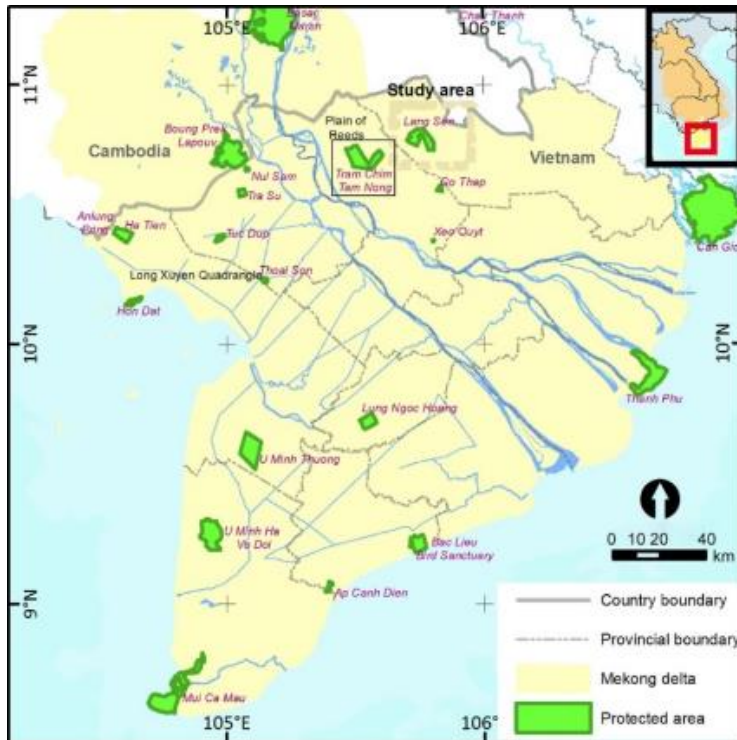 105°E
106°E
11°N
Study area
Plain of
Reeds
Lang Sen
Boung Prek
Lapouv
Cambodia
Vietnam
Nui Sam
Tram Chim
Tam Nong
Go Thap
Tra Su
Anlung
Pring
Ha Tien
Tuc Dup
Xeo Quyt
Can Gio
Long Xuyen Quadrangle
Thoai Son
Hon Dat
10°N
10°N
Thanh Phu
Lung Ngoc Hoang
U Minh Thuong
U Minh Ha
Vo Doi
Bac Lieu
Bird Sanctuary
0 10 20 40
km
Ap Canh Dien
9°N
Country boundary
Provincial boundary
Mekong delta
Protected area
Mui Ca Mau
105°E
106°